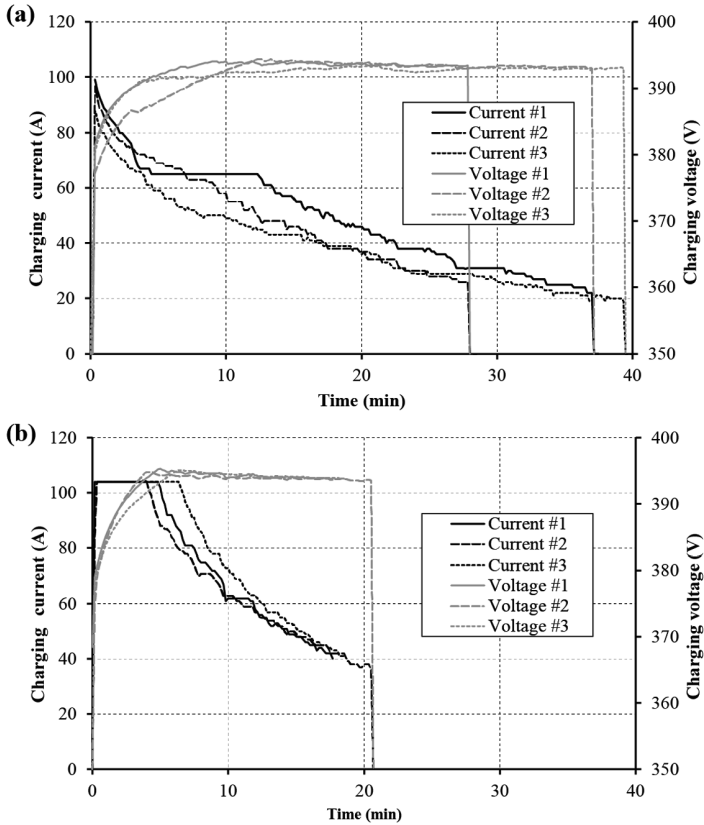 (a)
120
100
80
60
40
20
0
Charging current (A)
400
390
380
370
360
350
Charging voltage (V)
Current #1
Current #2
Current #3
Voltage #1
Voltage #2
Voltage #3
0 10 20 30 40
Time (min)
(b)
120
100
80
60
40
20
0
Charging current (A)
400
390
380
370
360
350
Charging voltage (V)
Current #1
Current #2
Current #3
Voltage #1
Voltage #2
Voltage #3
0 10 20 30 40
Time (min)